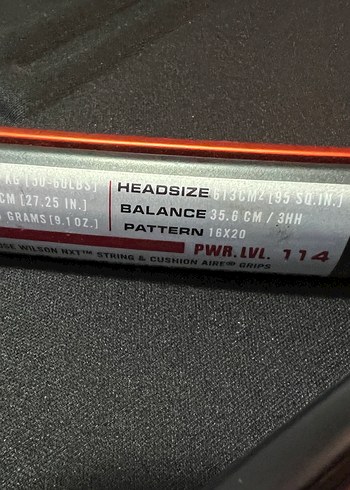 KG [50-60LBS] HEADSIZE 613CM² [95 SQ.IN.]
CM [27.25 IN.] BALANCE 35.6 CM / 3HH
GRAMS [9.1 OZ.] PATTERN 16X20
PWR.LVL. 114
WILSON NXT™ STRING & CUSHION AIRE® GRIPS